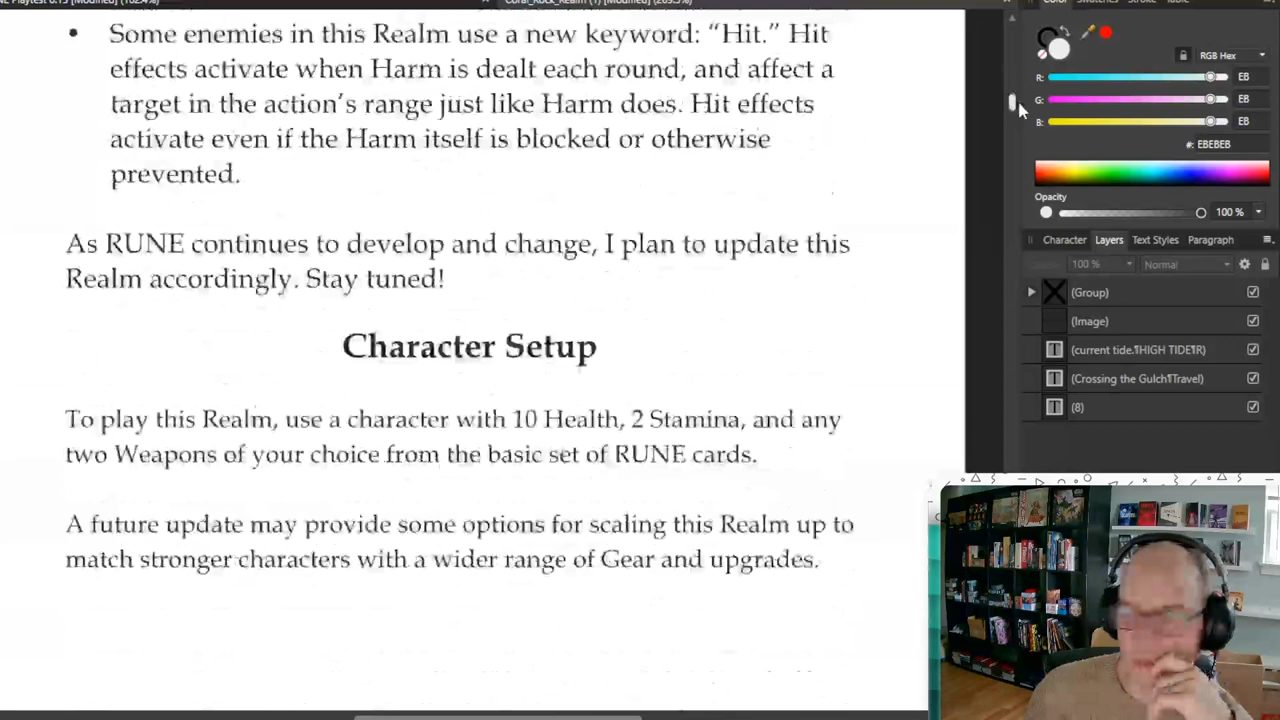 Some enemies in this Realm use a new keyword: “Hit.” Hit
effects activate when Harm is dealt each round, and affect a
target in the action’s range just like Harm does. Hit effects
activate even if the Harm itself is blocked or otherwise
prevented.
As RUNE continues to develop and change, I plan to update this
Realm accordingly. Stay tuned!
Character Setup
To play this Realm, use a character with 10 Health, 2 Stamina, and any
two Weapons of your choice from the basic set of RUNE cards.
A future update may provide some options for scaling this Realm up to
match stronger characters with a wider range of Gear and upgrades.
RGB Hex
R: EB
G: EB
B: EB
#: EBEBEB
Opacity
100 %
Character Layers Text Styles Paragraph
100 % Normal
(Group)
(Image)
(current tide.¶HIGH TIDE¶R)
(Crossing the Gulch¶Travel)
(8)